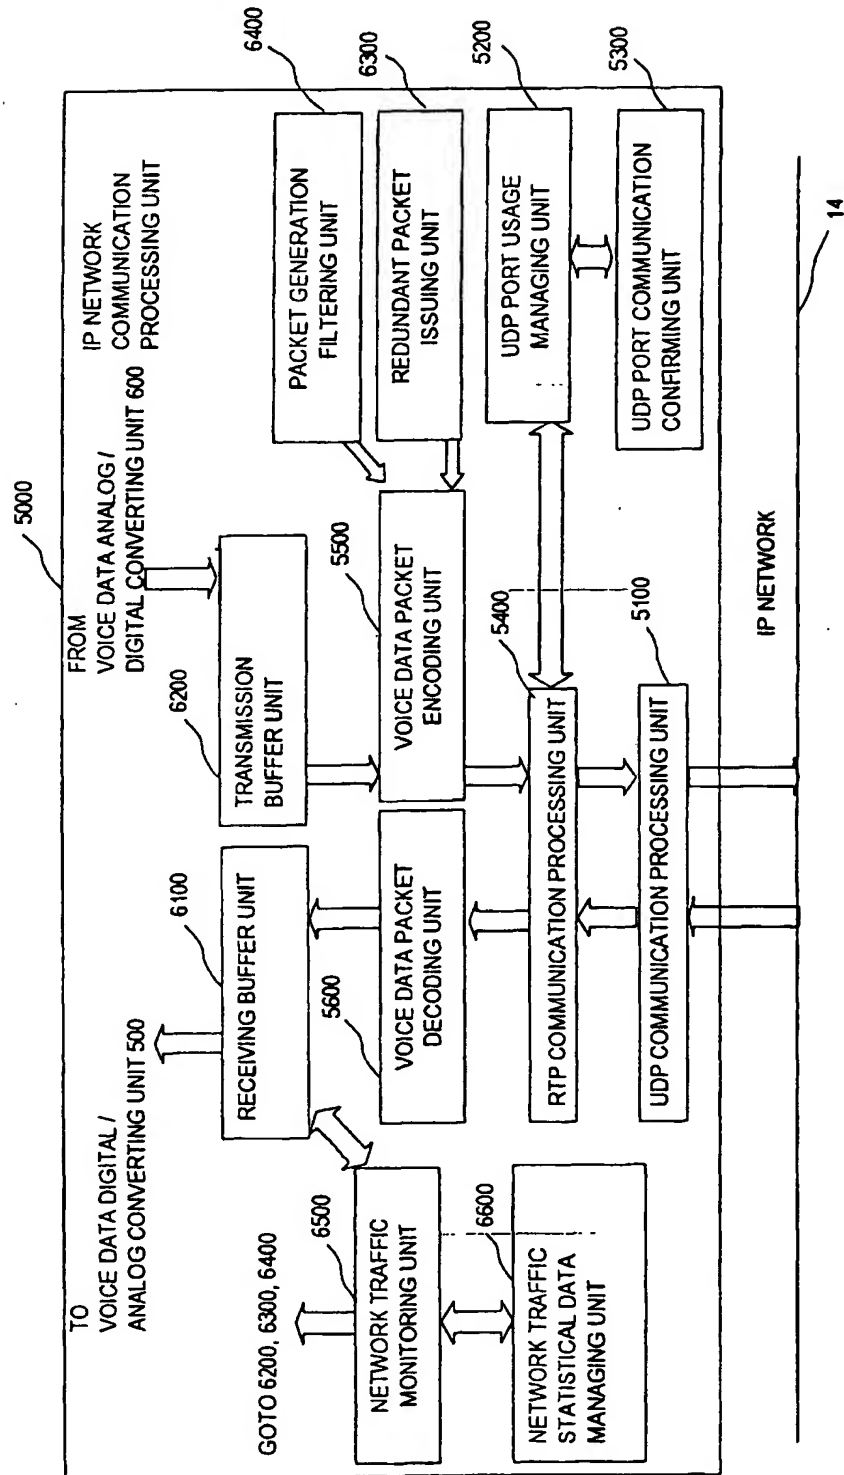 5000
TO
VOICE DATA DIGITAL /
ANALOG CONVERTING UNIT 500
FROM
VOICE DATA ANALOG /
DIGITAL CONVERTING UNIT 600
IP NETWORK
COMMUNICATION
PROCESSING UNIT
GOTO 6200, 6300, 6400
6100
RECEIVING BUFFER UNIT
6200
TRANSMISSION
BUFFER UNIT
6400
PACKET GENERATION
FILTERING UNIT
6500
NETWORK TRAFFIC
MONITORING UNIT
5600
VOICE DATA PACKET
DECODING UNIT
5500
VOICE DATA PACKET
ENCODING UNIT
6300
REDUNDANT PACKET
ISSUING UNIT
6600
NETWORK TRAFFIC
STATISTICAL DATA
MANAGING UNIT
5400
RTP COMMUNICATION PROCESSING UNIT
5200
UDP PORT USAGE
MANAGING UNIT
5100
UDP COMMUNICATION PROCESSING UNIT
5300
UDP PORT COMMUNICATION
CONFIRMING UNIT
IP NETWORK
14